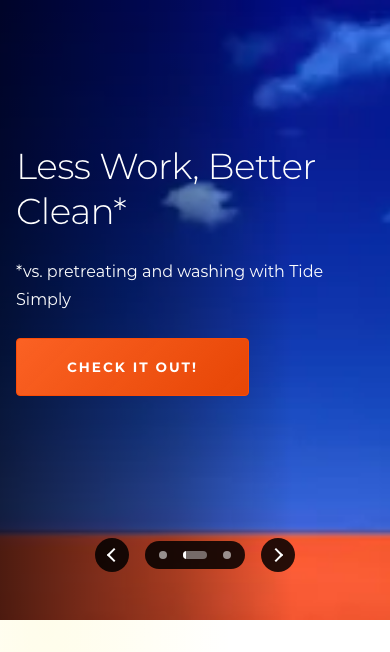 Less Work, Better
Clean*
*vs. pretreating and washing with Tide
Simply
CHECK IT OUT!